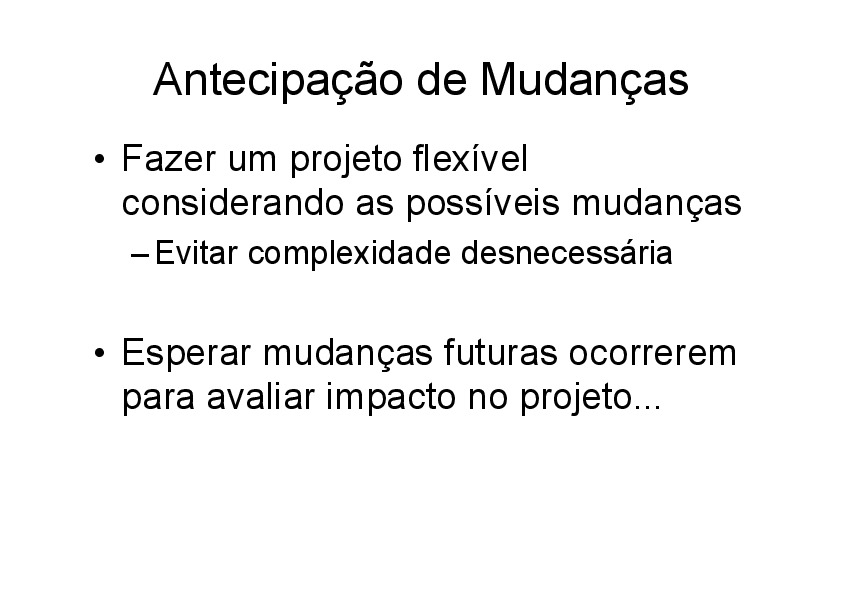 Antecipação de Mudanças
• Fazer um projeto flexível
considerando as possíveis mudanças
– Evitar complexidade desnecessária
• Esperar mudanças futuras ocorrerem
para avaliar impacto no projeto...